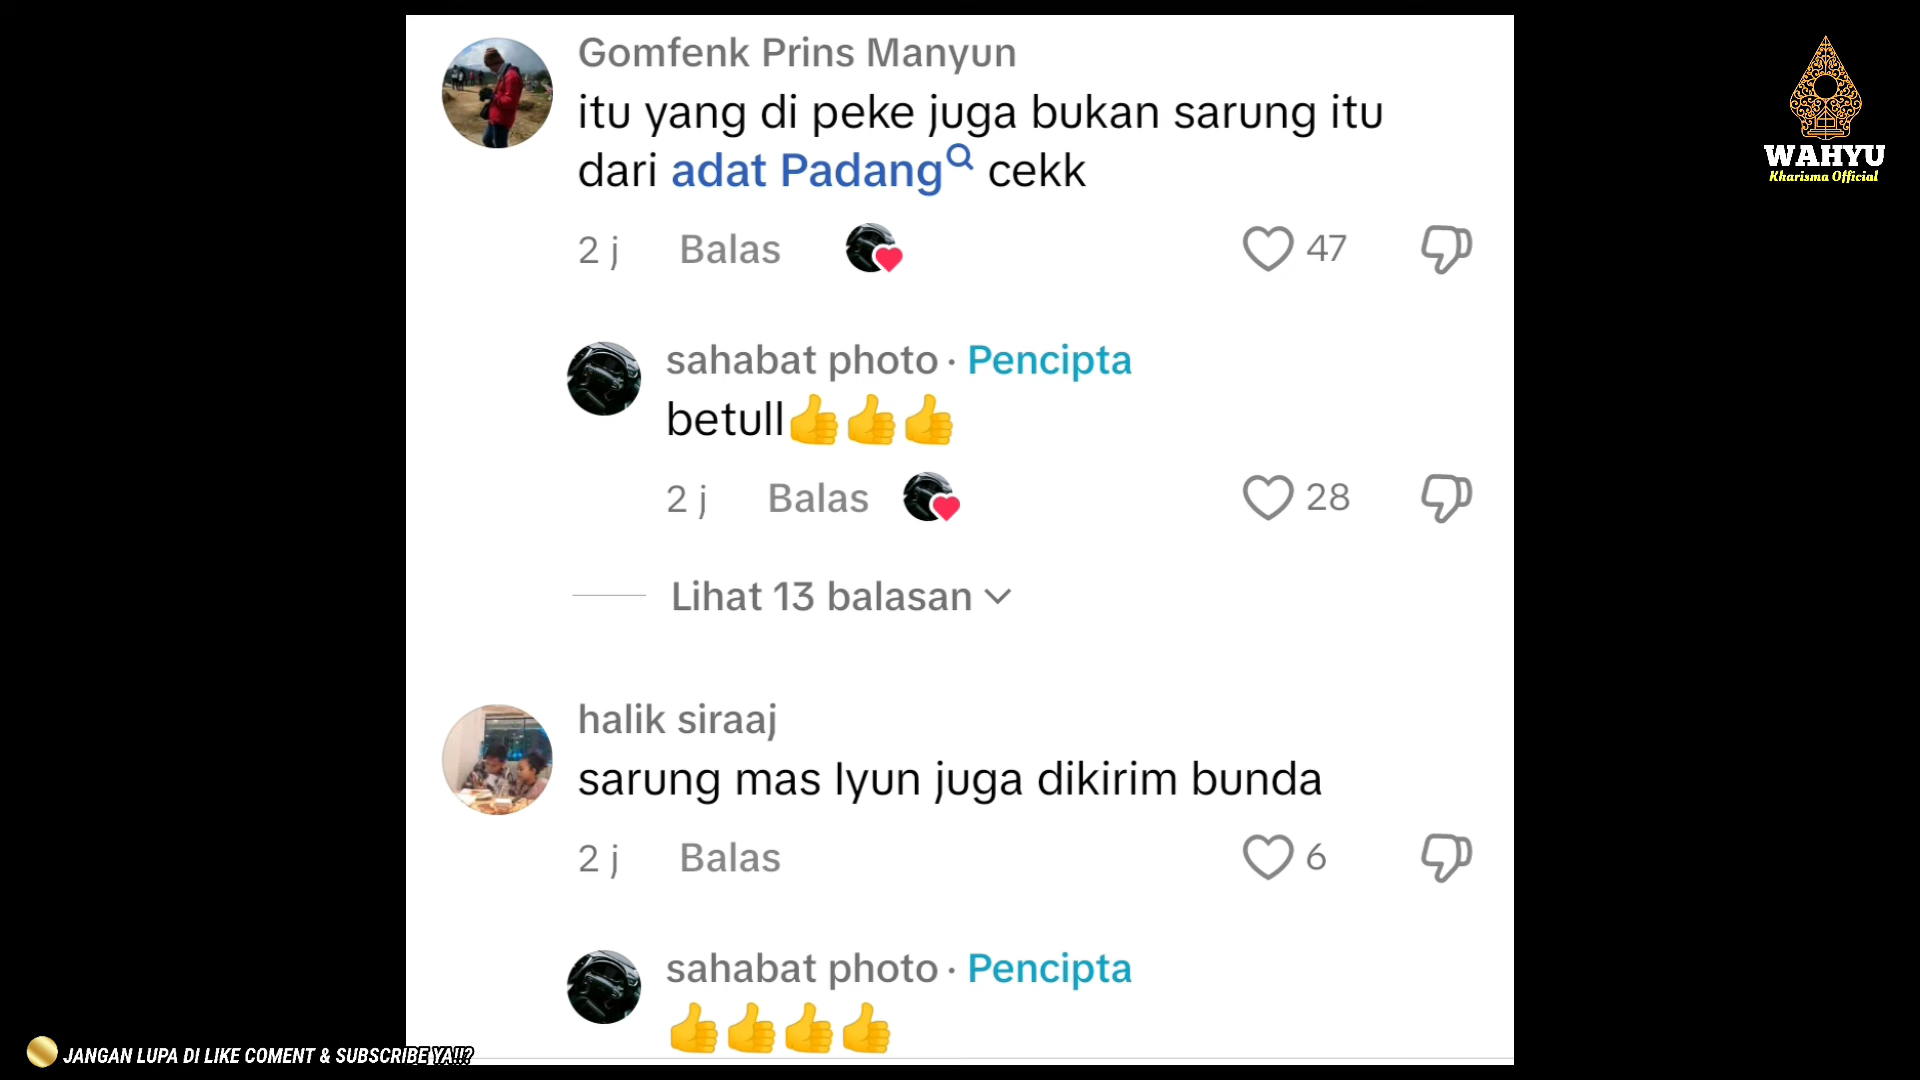 Gomfenk Prins Manyun
itu yang di peke juga bukan sarung itu
dari adat Padang cekk
2 j Balas 47
sahabat photo · Pencipta
betull👍👍👍
2 j Balas 28
Lihat 13 balasan
halik siraaj
sarung mas Iyun juga dikirim bunda
2 j Balas 6
sahabat photo · Pencipta
👍👍👍👍
WAHYU
Kharisma Official
JANGAN LUPA DI LIKE COMENT & SUBSCRIBE YA!!?